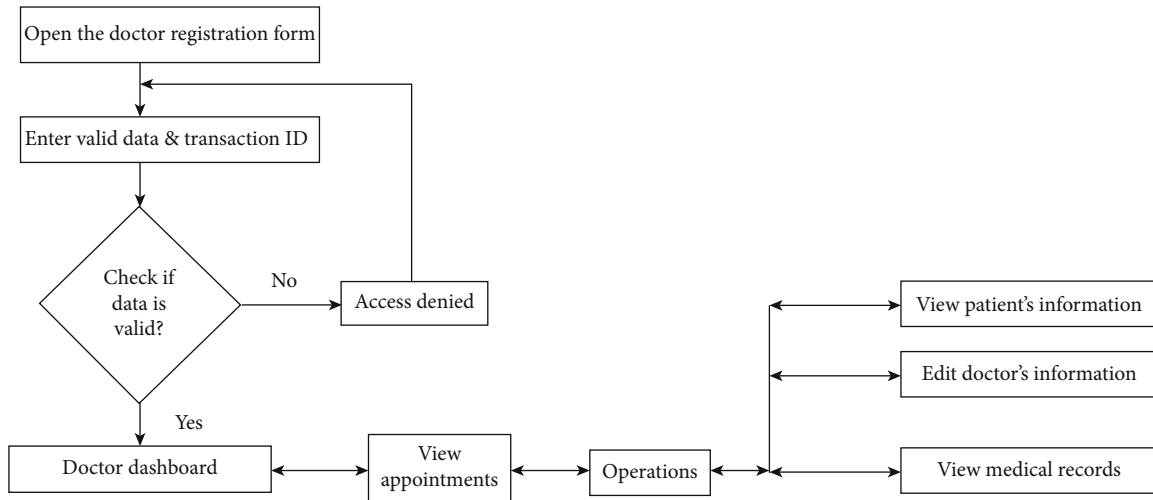 Open the doctor registration form
Enter valid data & transaction ID
Check if
data is
valid?
No
Access denied
Yes
Doctor dashboard
View
appointments
Operations
View patient’s information
Edit doctor’s information
View medical records